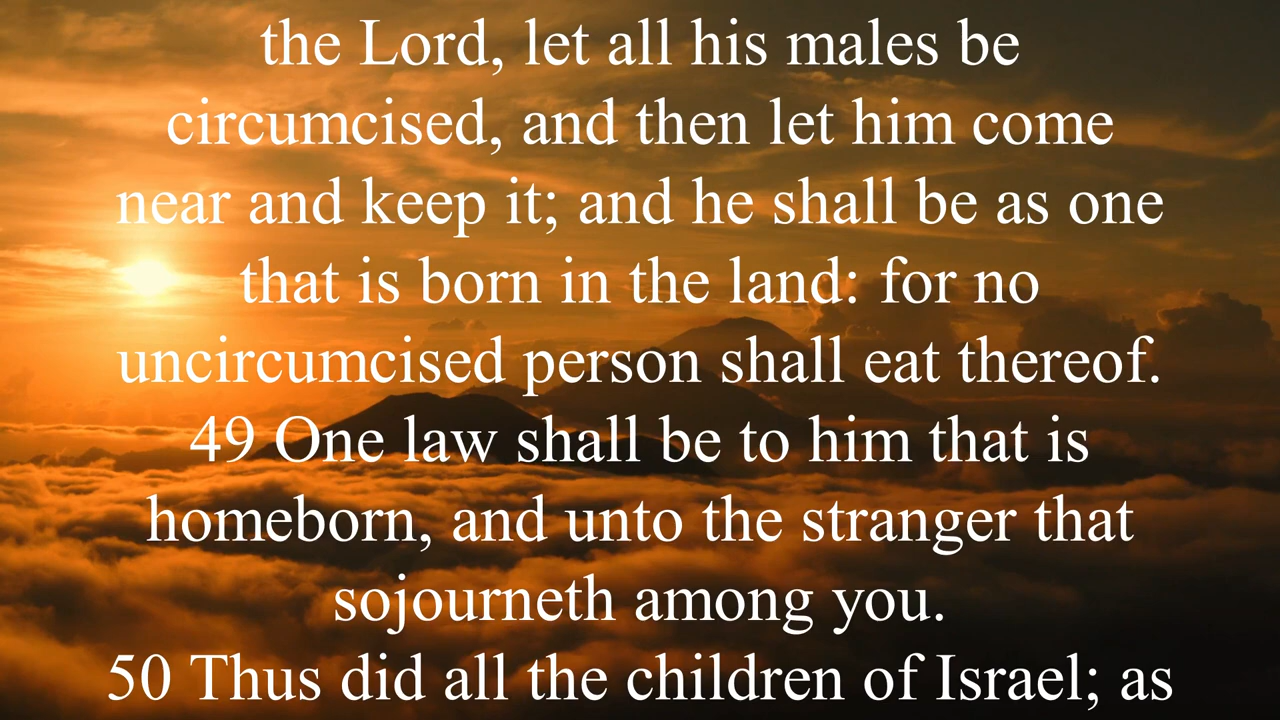 the Lord, let all his males be
circumcised, and then let him come
near and keep it; and he shall be as one
that is born in the land: for no
uncircumcised person shall eat thereof.
49 One law shall be to him that is
homeborn, and unto the stranger that
sojourneth among you.
50 Thus did all the children of Israel; as